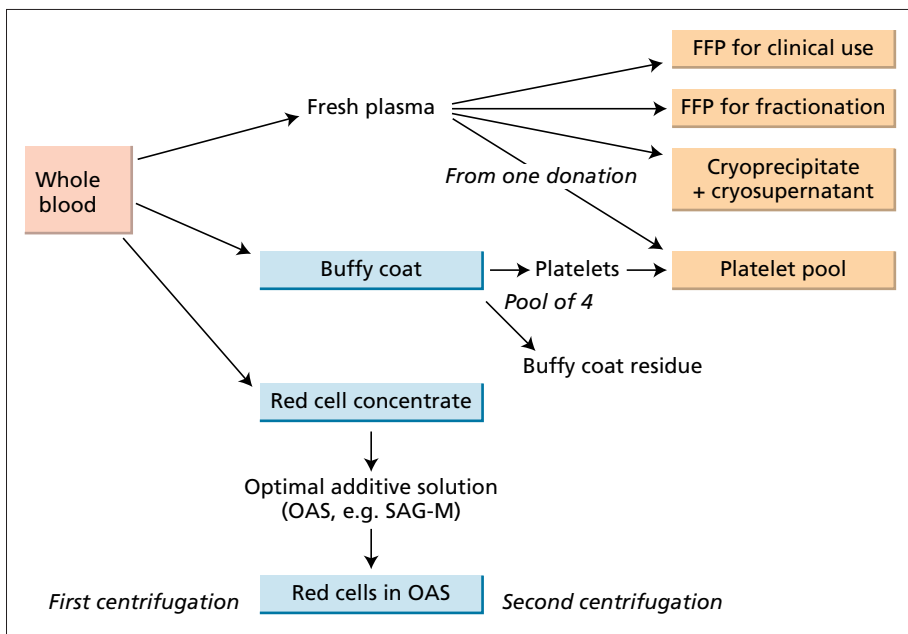 FFP for clinical use
Fresh plasma
FFP for fractionation
Whole
blood
From one donation
Cryoprecipitate
+ cryosupernatant
Buffy coat
Platelets
Platelet pool
Pool of 4
Buffy coat residue
Red cell concentrate
Optimal additive solution
(OAS, e.g. SAG-M)
First centrifugation
Red cells in OAS
Second centrifugation